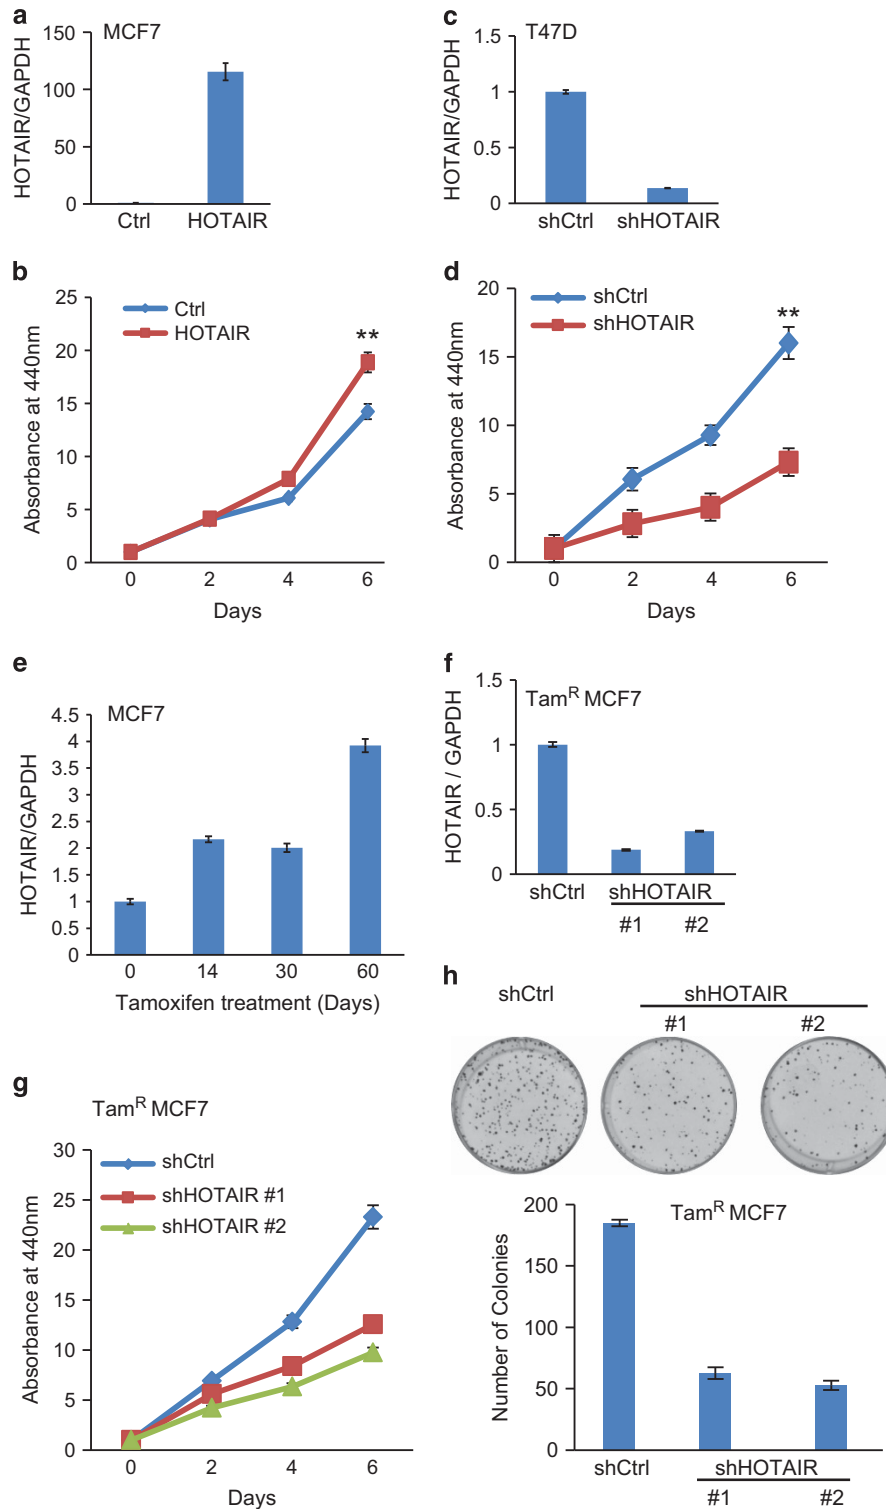 a
MCF7
HOTAIR/GAPDH
150
100
50
0
Ctrl HOTAIR
c
T47D
HOTAIR/GAPDH
1.5
1
0.5
0
shCtrl shHOTAIR
b
Absorbance at 440nm
25
20
15
10
5
0
Ctrl
HOTAIR
**
0 2 4 6
Days
d
Absorbance at 440nm
20
15
10
5
0
shCtrl
shHOTAIR
**
0 2 4 6
Days
e
MCF7
HOTAIR/GAPDH
4.5
4
3.5
3
2.5
2
1.5
1
0.5
0
0 14 30 60
Tamoxifen treatment (Days)
f
TamR MCF7
HOTAIR / GAPDH
1.5
1
0.5
0
shCtrl shHOTAIR
#1 #2
g
TamR MCF7
Absorbance at 440nm
30
25
20
15
10
5
0
shCtrl
shHOTAIR #1
shHOTAIR #2
0 2 4 6
Days
h
shCtrl shHOTAIR
#1 #2
TamR MCF7
Number of Colonies
200
150
100
50
0
shCtrl shHOTAIR
#1 #2